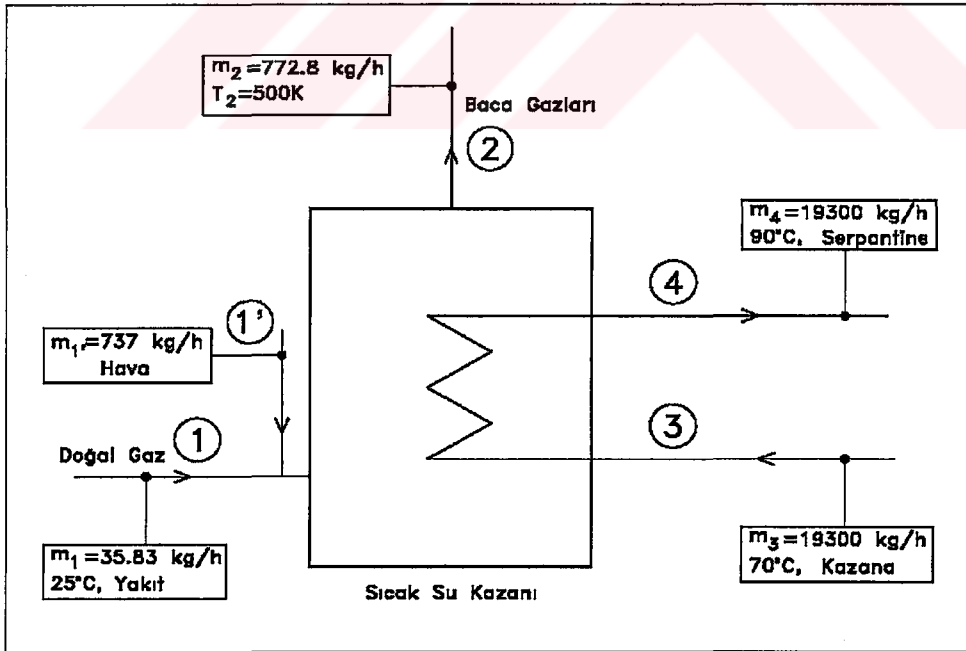 m₂=772.8 kg/h
T₂=500K
Baca Gazları
2
m₄=19300 kg/h
90°C, Serpantine
4
1'
m₁'=737 kg/h
Hava
3
Doğal Gaz
1
m₁=35.83 kg/h
25°C, Yakıt
m₃=19300 kg/h
70°C, Kazana
Sıcak Su Kazanı